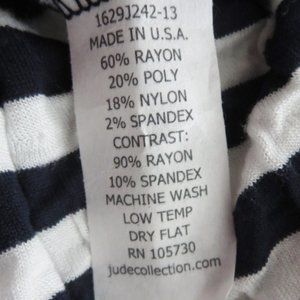 1629J242-13
MADE IN U.S.A.
60% RAYON
20% POLY
18% NYLON
2% SPANDEX
CONTRAST:
90% RAYON
10% SPANDEX
MACHINE WASH
LOW TEMP
DRY FLAT
RN 105730
judecollection.com